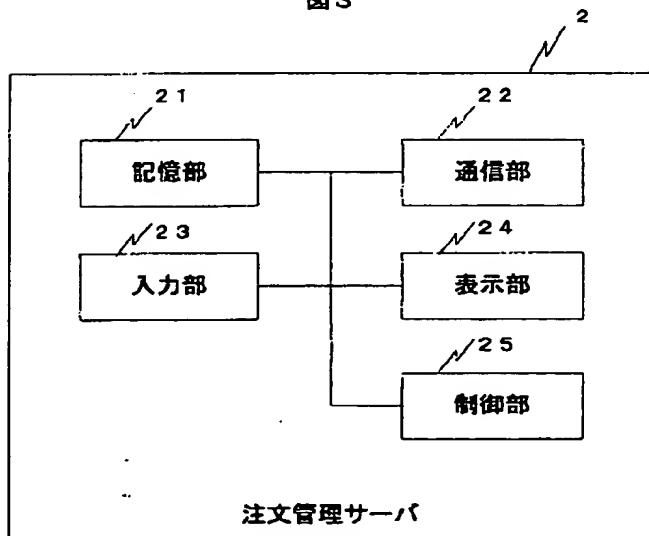 図3
2
21 22
記憶部 通信部
23 24
入力部 表示部
25
制御部
注文管理サーバ